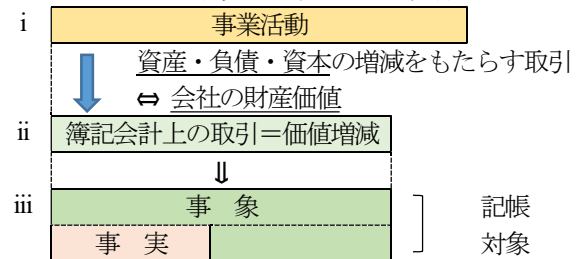 i 事業活動
資産・負債・資本の増減をもたらす取引
⇔ 会社の財産価値
ii 簿記会計上の取引＝価値増減
⇓
iii 事 象 記帳
事 実 対象